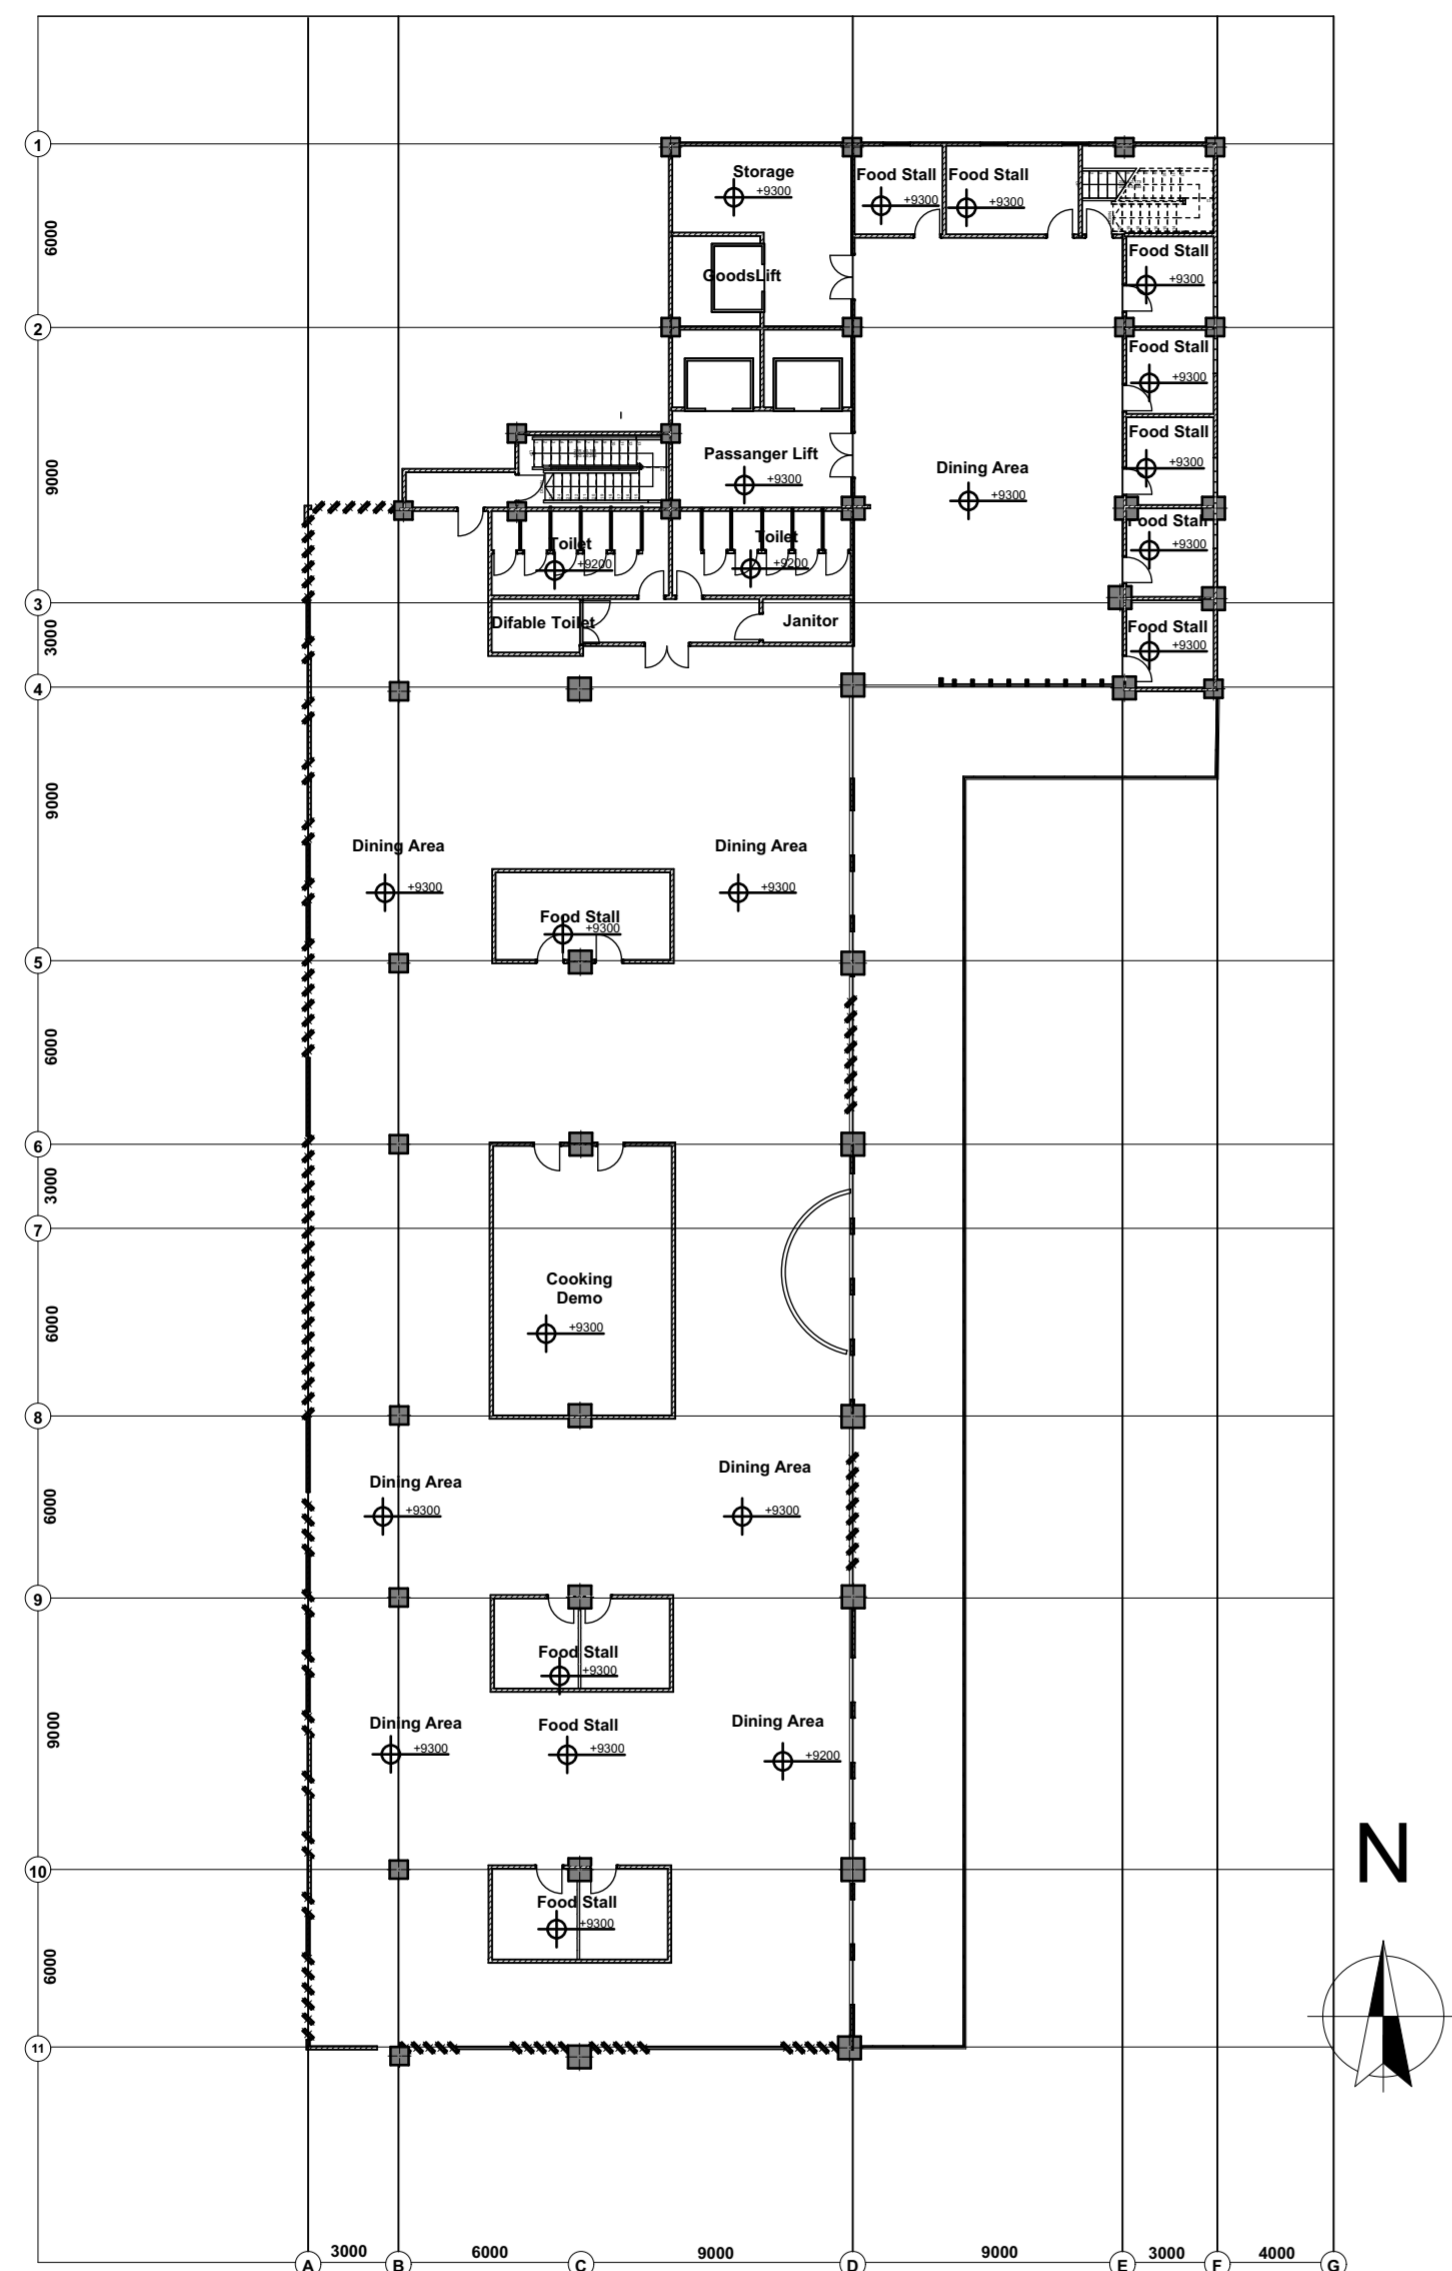 1
Storage
+9300
Food Stall
+9300
Food Stall
+9300
6000
Food Stall
+9300
GoodsLift
2
Food Stall
+9300
Food Stall
+9300
Passanger Lift
+9300
Dining Area
+9300
9000
Food Stall
+9300
Toilet
+9200
Toilet
+9200
3
Difable Toilet
Janitor
Food Stall
+9300
3000
4
9000
Dining Area
+9300
Dining Area
+9300
Food Stall
+9300
5
6000
6
3000
7
Cooking
Demo
+9300
6000
8
Dining Area
+9300
Dining Area
+9300
6000
9
Food Stall
+9300
Dining Area
+9300
Food Stall
+9300
Dining Area
+9200
9000
N
10
Food Stall
+9300
6000
11
A
3000
B
6000
C
9000
D
9000
E
3000
F
4000
G